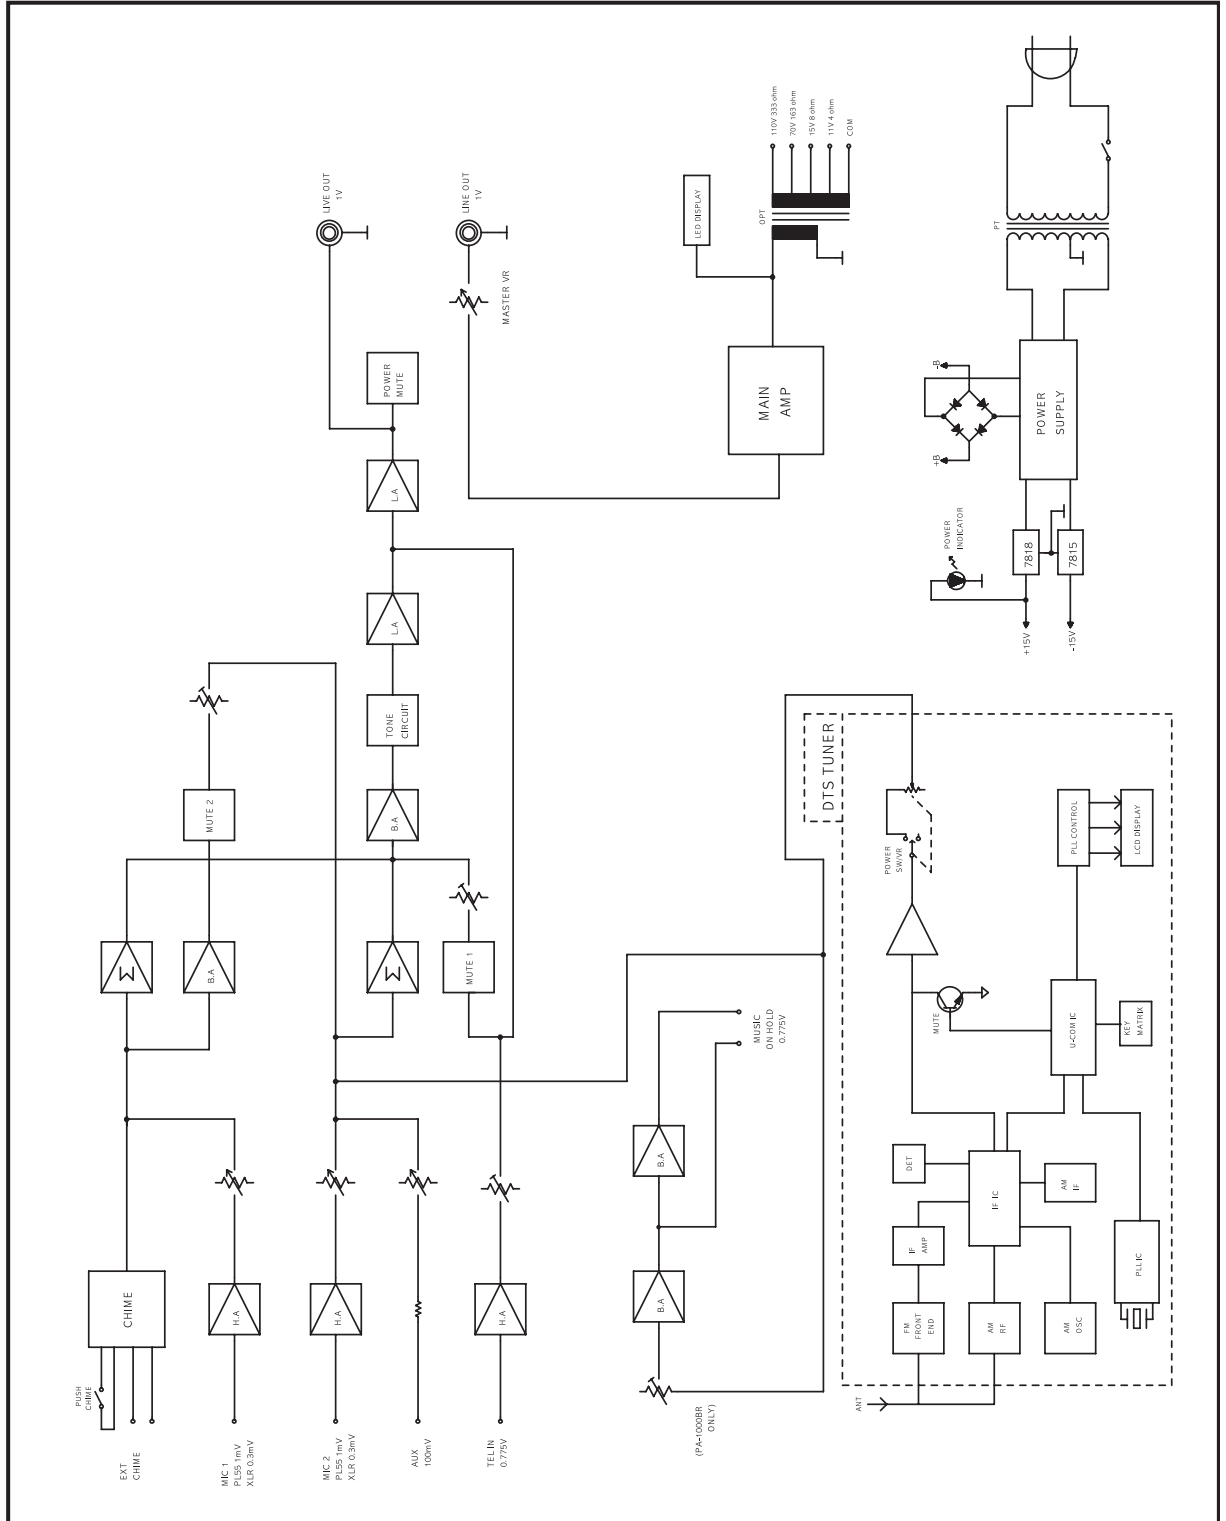 PUSH
CHIME
EXT
CHIME
CHIME
MIC 1
PL55 1mV
XLR 0.3mV
H.A
MIC 2
PL55 1mV
XLR 0.3mV
H.A
AUX
100mV
TEL IN
0.775V
H.A
Σ
B.A
MUTE 2
Σ
MUTE 1
B.A
TONE
CIRCUIT
L.A
L.A
POWER
MUTE
LIVE OUT
1V
LINE OUT
1V
MASTER VR
(PA-1000BR
ONLY)
B.A
B.A
MUSIC
ON HOLD
0.775V
MAIN
AMP
LED DISPLAY
OPT
110V 333 ohm
70V 163 ohm
15V 8 ohm
11V 4 ohm
COM
PT
POWER
SUPPLY
-B
+B
7818
7815
POWER
INDICATOR
+15V
-15V
DTS TUNER
POWER
SW/VR
PLL CONTROL
LCD DISPLAY
MUTE
U-COM IC
KEY
MATRIX
DET
IF IC
AM
IF
IF
AMP
PLL IC
FM
FRONT
END
AM
RF
AM
OSC
ANT